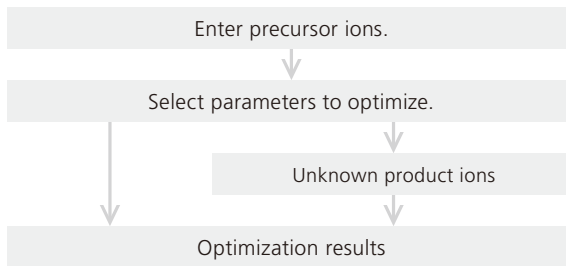 Enter precursor ions.
Select parameters to optimize.
Unknown product ions
Optimization results